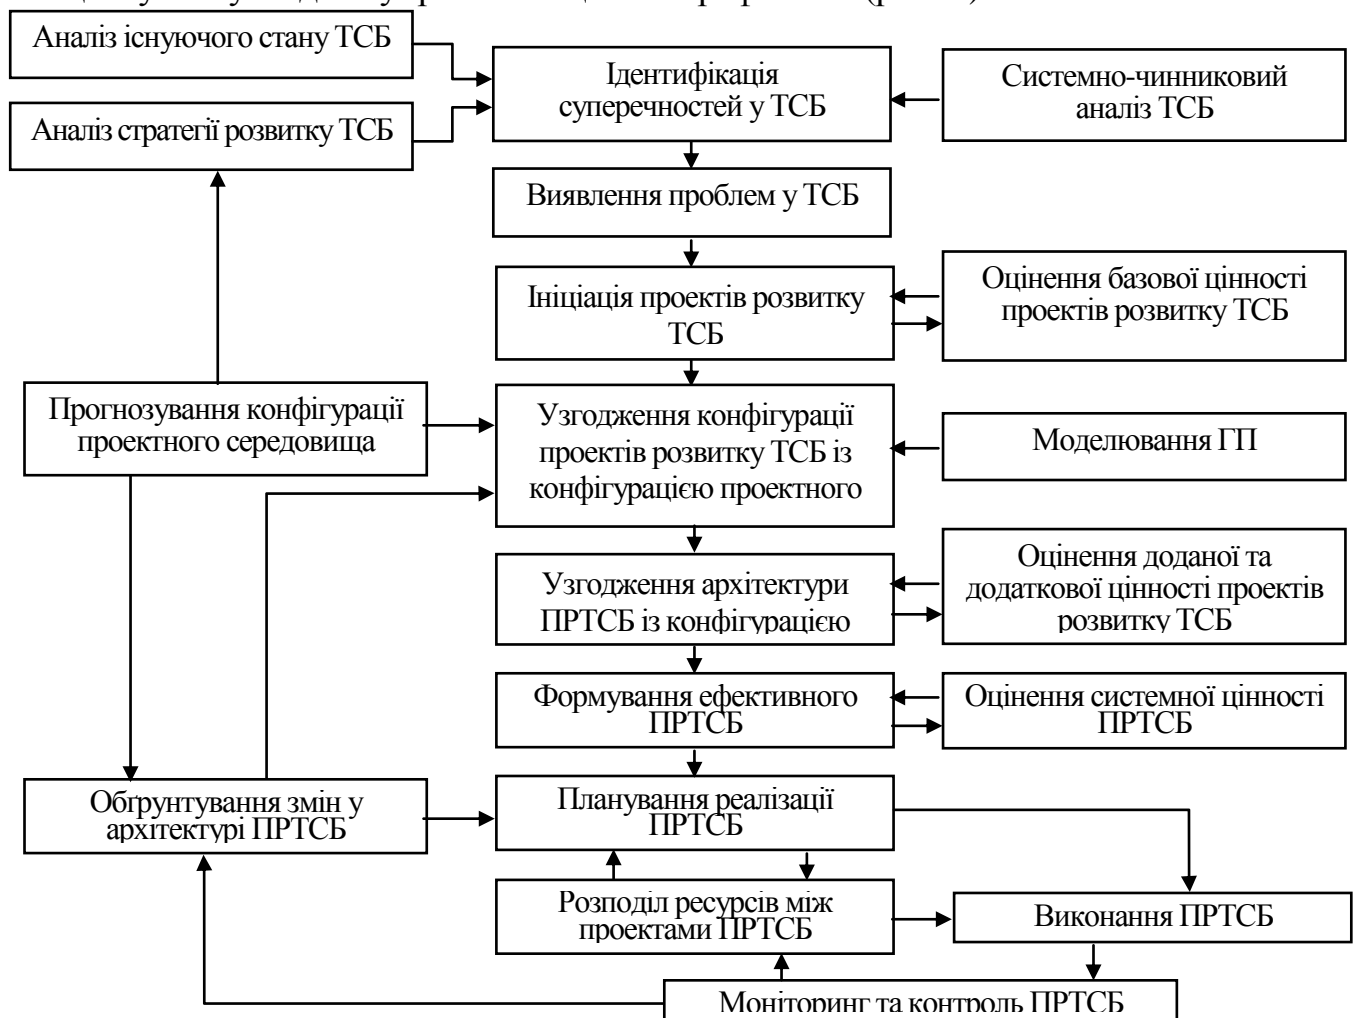 Аналіз існуючого стану ТСБ
Аналіз стратегії розвитку ТСБ
Ідентифікація
суперечностей у ТСБ
Системно-чинниковий
аналіз ТСБ
Виявлення проблем у ТСБ
Ініціація проектів розвитку
ТСБ
Оцінення базової цінності
проектів розвитку ТСБ
Прогнозування конфігурації
проектного середовища
Узгодження конфігурації
проектів розвитку ТСБ із
конфігурацією проектного
Моделювання ГП
Узгодження архітектури
ПРТСБ із конфігурацією
Оцінення доданої та
додаткової цінності проектів
розвитку ТСБ
Формування ефективного
ПРТСБ
Оцінення системної цінності
ПРТСБ
Обґрунтування змін у
архітектурі ПРТСБ
Планування реалізації
ПРТСБ
Розподіл ресурсів між
проектами ПРТСБ
Виконання ПРТСБ
Моніторинг та контроль ПРТСБ